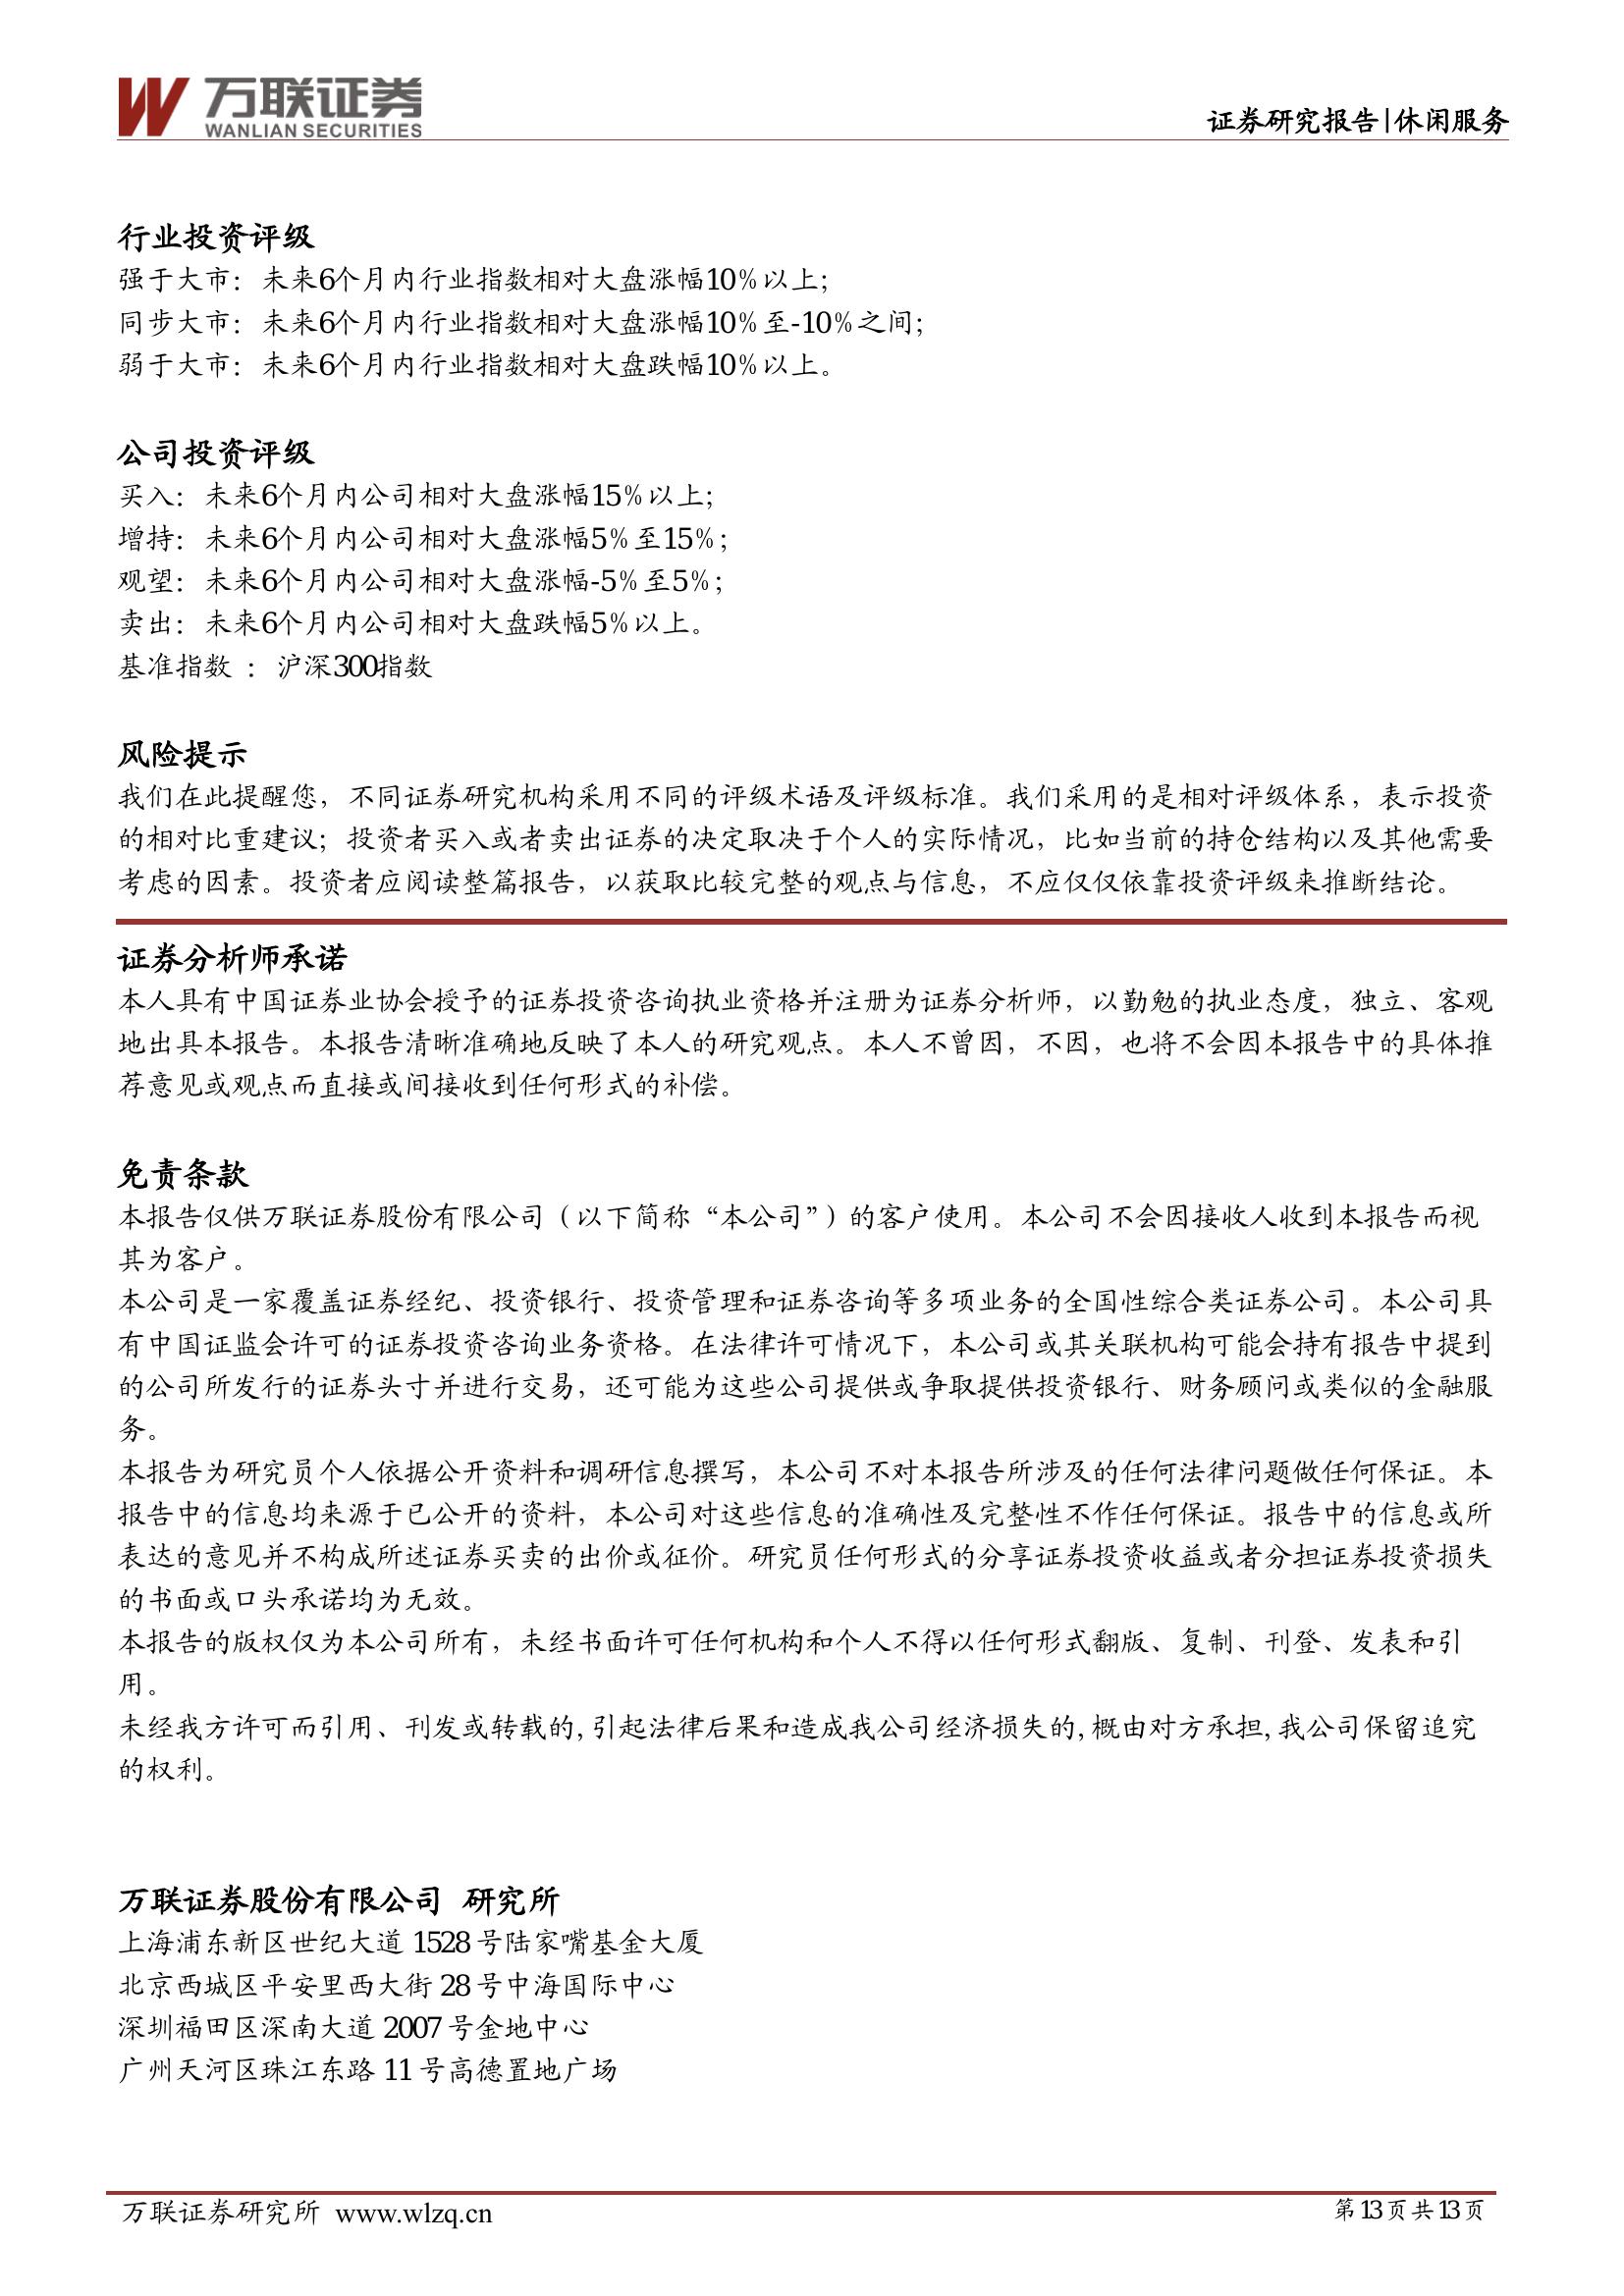 万联证券
WANLIAN SECURITIES
证券研究报告|休闲服务
行业投资评级
强于大市：未来6个月内行业指数相对大盘涨幅10％以上；
同步大市：未来6个月内行业指数相对大盘涨幅10％至-10％之间；
弱于大市：未来6个月内行业指数相对大盘跌幅10％以上。
公司投资评级
买入：未来6个月内公司相对大盘涨幅15％以上；
增持：未来6个月内公司相对大盘涨幅5％至15％；
观望：未来6个月内公司相对大盘涨幅-5％至5％；
卖出：未来6个月内公司相对大盘跌幅5％以上。
基准指数 ： 沪深300指数
风险提示
我们在此提醒您，不同证券研究机构采用不同的评级术语及评级标准。我们采用的是相对评级体系，表示投资
的相对比重建议；投资者买入或者卖出证券的决定取决于个人的实际情况，比如当前的持仓结构以及其他需要
考虑的因素。投资者应阅读整篇报告，以获取比较完整的观点与信息，不应仅仅依靠投资评级来推断结论。
证券分析师承诺
本人具有中国证券业协会授予的证券投资咨询执业资格并注册为证券分析师，以勤勉的执业态度，独立、客观
地出具本报告。本报告清晰准确地反映了本人的研究观点。本人不曾因，不因，也将不会因本报告中的具体推
荐意见或观点而直接或间接收到任何形式的补偿。
免责条款
本报告仅供万联证券股份有限公司（以下简称“本公司”）的客户使用。本公司不会因接收人收到本报告而视
其为客户。
本公司是一家覆盖证券经纪、投资银行、投资管理和证券咨询等多项业务的全国性综合类证券公司。本公司具
有中国证监会许可的证券投资咨询业务资格。在法律许可情况下，本公司或其关联机构可能会持有报告中提到
的公司所发行的证券头寸并进行交易，还可能为这些公司提供或争取提供投资银行、财务顾问或类似的金融服
务。
本报告为研究员个人依据公开资料和调研信息撰写，本公司不对本报告所涉及的任何法律问题做任何保证。本
报告中的信息均来源于已公开的资料，本公司对这些信息的准确性及完整性不作任何保证。报告中的信息或所
表达的意见并不构成所述证券买卖的出价或征价。研究员任何形式的分享证券投资收益或者分担证券投资损失
的书面或口头承诺均为无效。
本报告的版权仅为本公司所有，未经书面许可任何机构和个人不得以任何形式翻版、复制、刊登、发表和引
用。
未经我方许可而引用、刊发或转载的,引起法律后果和造成我公司经济损失的,概由对方承担,我公司保留追究
的权利。
万联证券股份有限公司 研究所
上海浦东新区世纪大道 1528 号陆家嘴基金大厦
北京西城区平安里西大街 28 号中海国际中心
深圳福田区深南大道 2007 号金地中心
广州天河区珠江东路 11 号高德置地广场
万联证券研究所 www.wlzq.cn
第 13 页 共 13 页